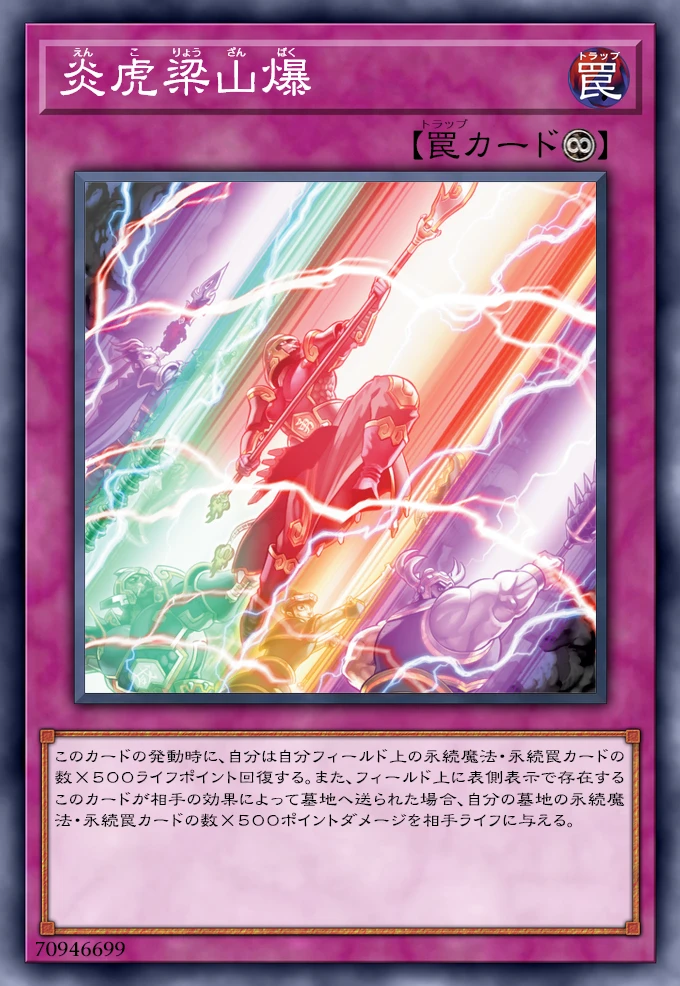 えん こ りょう ざん ばく
炎虎梁山爆
トラップ
罠
トラップ
【罠カード】
このカードの発動時に、自分は自分フィールド上の永続魔法・永続罠カードの
数×500ライフポイント回復する。また、フィールド上に表側表示で存在する
このカードが相手の効果によって墓地へ送られた場合、自分の墓地の永続魔
法・永続罠カードの数×500ポイントダメージを相手ライフに与える。
70946699